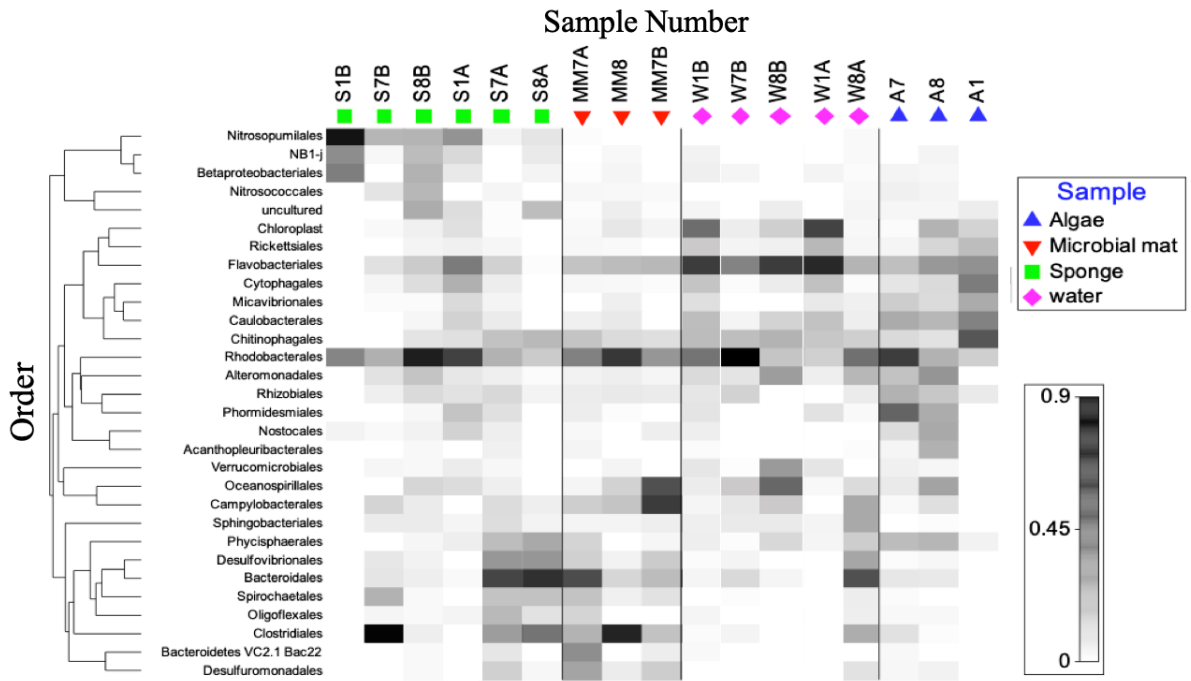 Sample Number
S1B S7B S8B S1A S7A S8A MM7A MM8 MM7B W1B W7B W8B W1A W8A A7 A8 A1
Nitrosopumilales
NB1-j
Betaproteobacteriales
Nitrosococcales
uncultured
Chloroplast
Rickettsiales
Flavobacteriales
Cytophagales
Micavibrionales
Caulobacterales
Chitinophagales
Rhodobacterales
Alteromonadales
Rhizobiales
Phormidesmiales
Nostocales
Acanthopleuribacterales
Verrucomicrobiales
Oceanospirillales
Campylobacterales
Sphingobacteriales
Phycisphaerales
Desulfovibrionales
Bacteroidales
Spirochaetales
Oligoflexales
Clostridiales
Bacteroidetes VC2.1 Bac22
Desulfuromonadales
Order
Sample
Algae
Microbial mat
Sponge
water
0.9
0.45
0